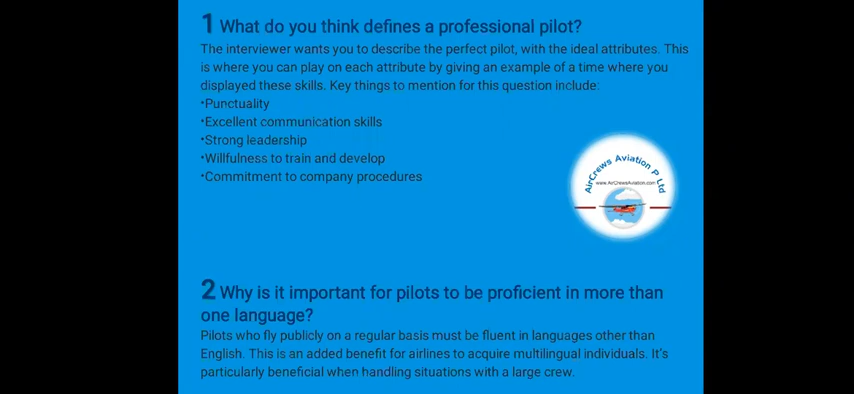 1 What do you think defines a professional pilot?
The interviewer wants you to describe the perfect pilot, with the ideal attributes. This
is where you can play on each attribute by giving an example of a time where you
displayed these skills. Key things to mention for this question include:
•Punctuality
•Excellent communication skills
•Strong leadership
•Willfulness to train and develop
•Commitment to company procedures
AirCrews Aviation P Ltd
www.AirCrewsAviation.com
2 Why is it important for pilots to be proficient in more than
one language?
Pilots who fly publicly on a regular basis must be fluent in languages other than
English. This is an added benefit for airlines to acquire multilingual individuals. It's
particularly beneficial when handling situations with a large crew.